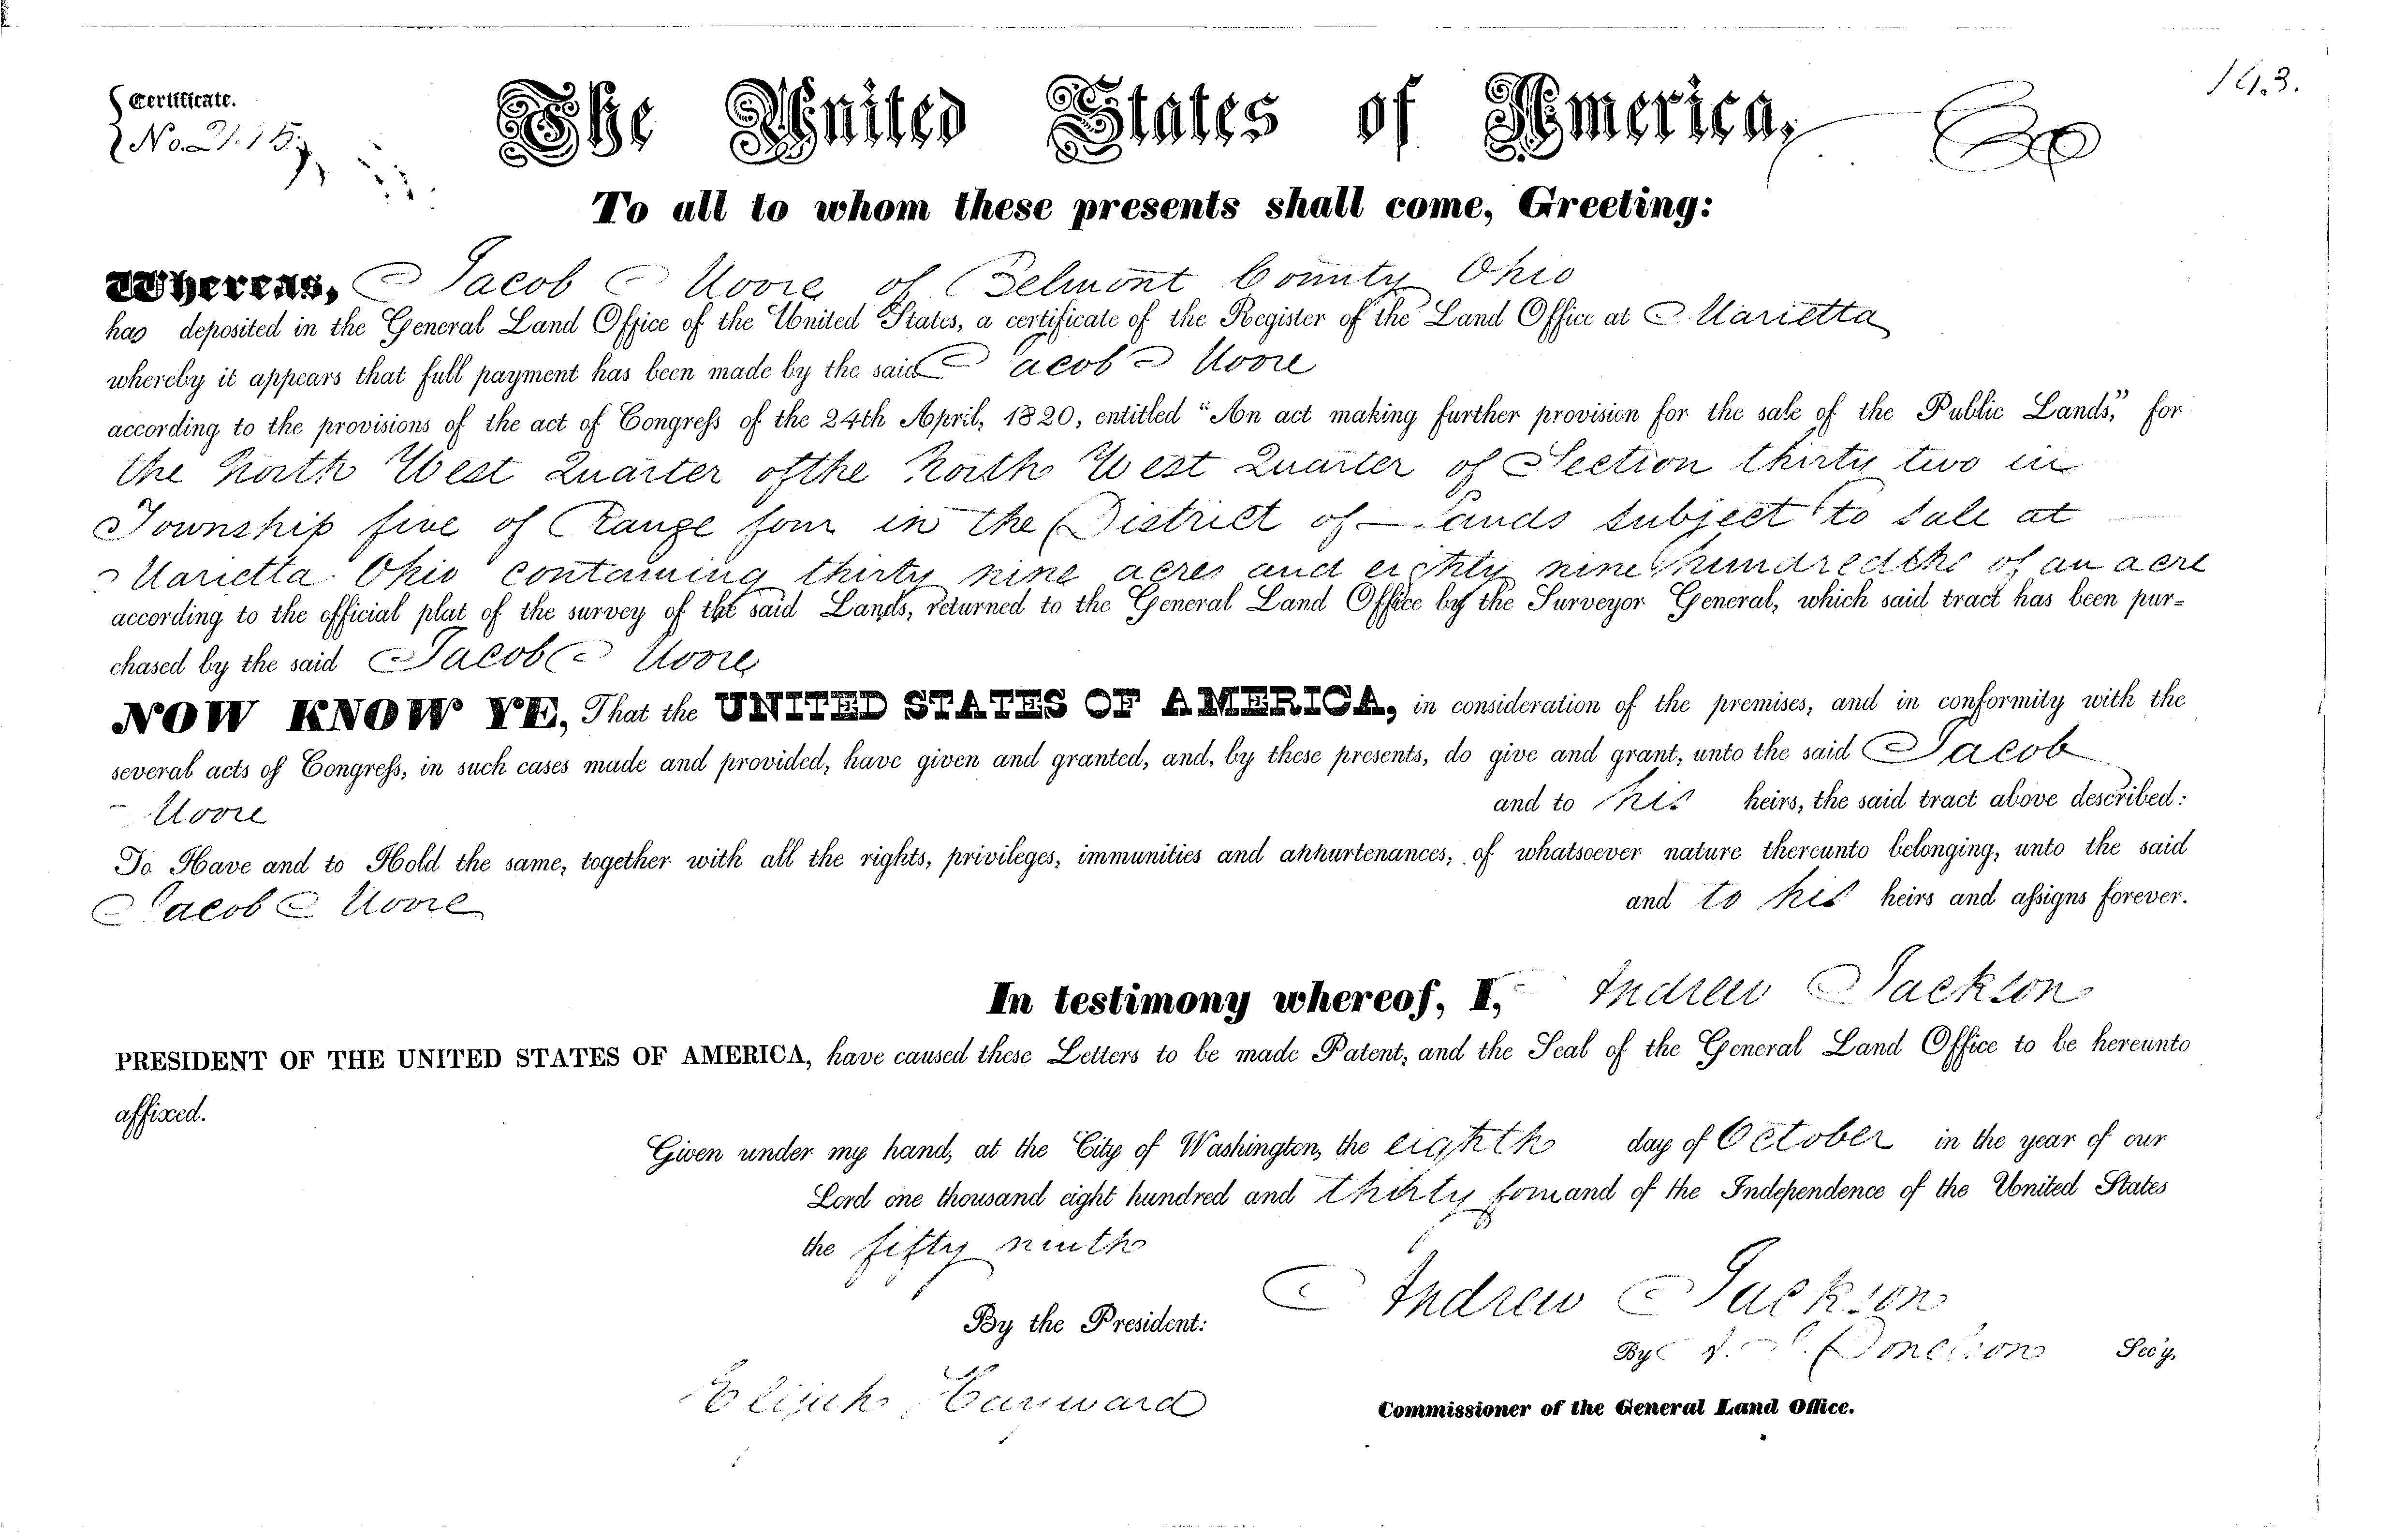 143.
Certificate.
No.
The United States of America,
To all to whom these presents shall come, Greeting:
Whereas, Jacob Moore of Belmont County Ohio
has deposited in the General Land Office of the United States, a certificate of the Register of the Land Office at Marietta
whereby it appears that full payment has been made by the said Jacob Moore
according to the provisions of the act of Congress of the 24th April, 1820, entitled “An act making further provision for the sale of the Public Lands,” for
the North West Quarter of the North West Quarter of Section thirty two in
Township five of Range four in the District of Lands subject to sale at
Marietta Ohio containing thirty nine acres and eighty nine hundredths of an acre
according to the official plat of the survey of the said Lands, returned to the General Land Office by the Surveyor General, which said tract has been pur-
chased by the said Jacob Moore
NOW KNOW YE, That the UNITED STATES OF AMERICA, in consideration of the premises, and in conformity with the
several acts of Congress, in such cases made and provided, have given and granted, and, by these presents, do give and grant, unto the said Jacob
Moore and to his heirs, the said tract above described:
To Have and to Hold the same, together with all the rights, privileges, immunities and appurtenances, of whatsoever nature thereunto belonging, unto the said
Jacob Moore and to his heirs and assigns forever.
In testimony whereof, I, Andrew Jackson
PRESIDENT OF THE UNITED STATES OF AMERICA, have caused these Letters to be made Patent, and the Seal of the General Land Office to be hereunto
affixed.
Given under my hand, at the City of Washington, the eighth day of October in the year of our
Lord one thousand eight hundred and thirty four and of the Independence of the United States
the fifty ninth
By the President: Andrew Jackson
By Donelson Sec'y.
Elijah Hayward Commissioner of the General Land Office.